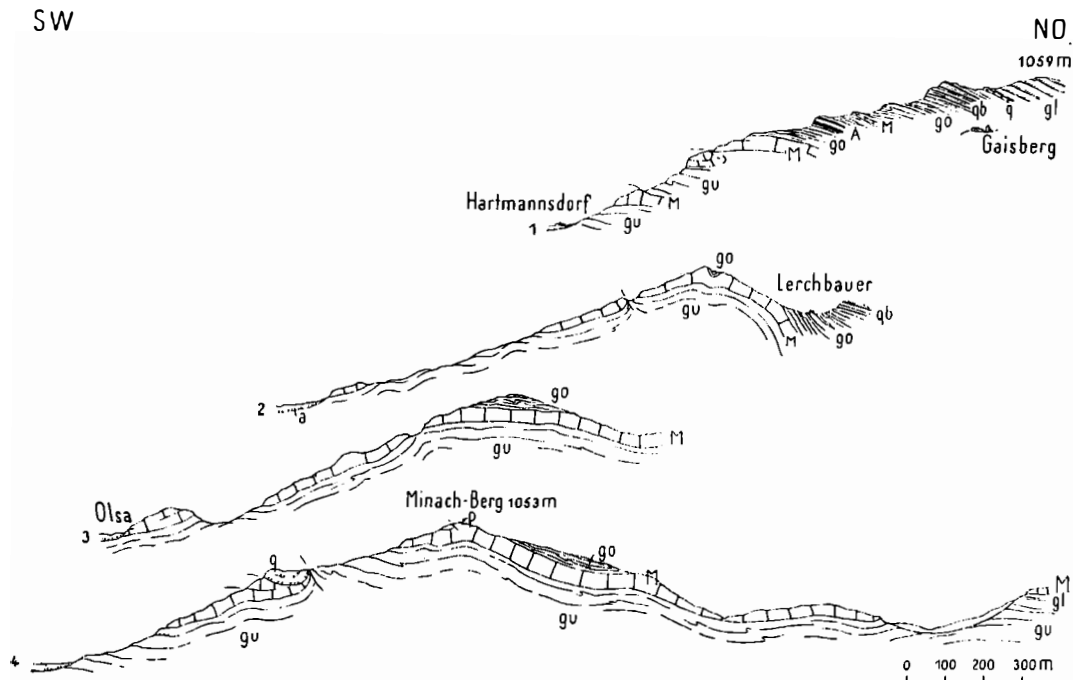 SW
NO.
1059 m
go qb q gl
go A M
Gaisberg
M
gu
Hartmannsdorf
M
1
gu
go
Lerchbauer
gu
qb
M go
2
a
go
M
gu
Olsa
3
Minach-Berg 1053 m
P
q
go
M
M
gl
gu
gu
gu
4
0 100 200 300 m